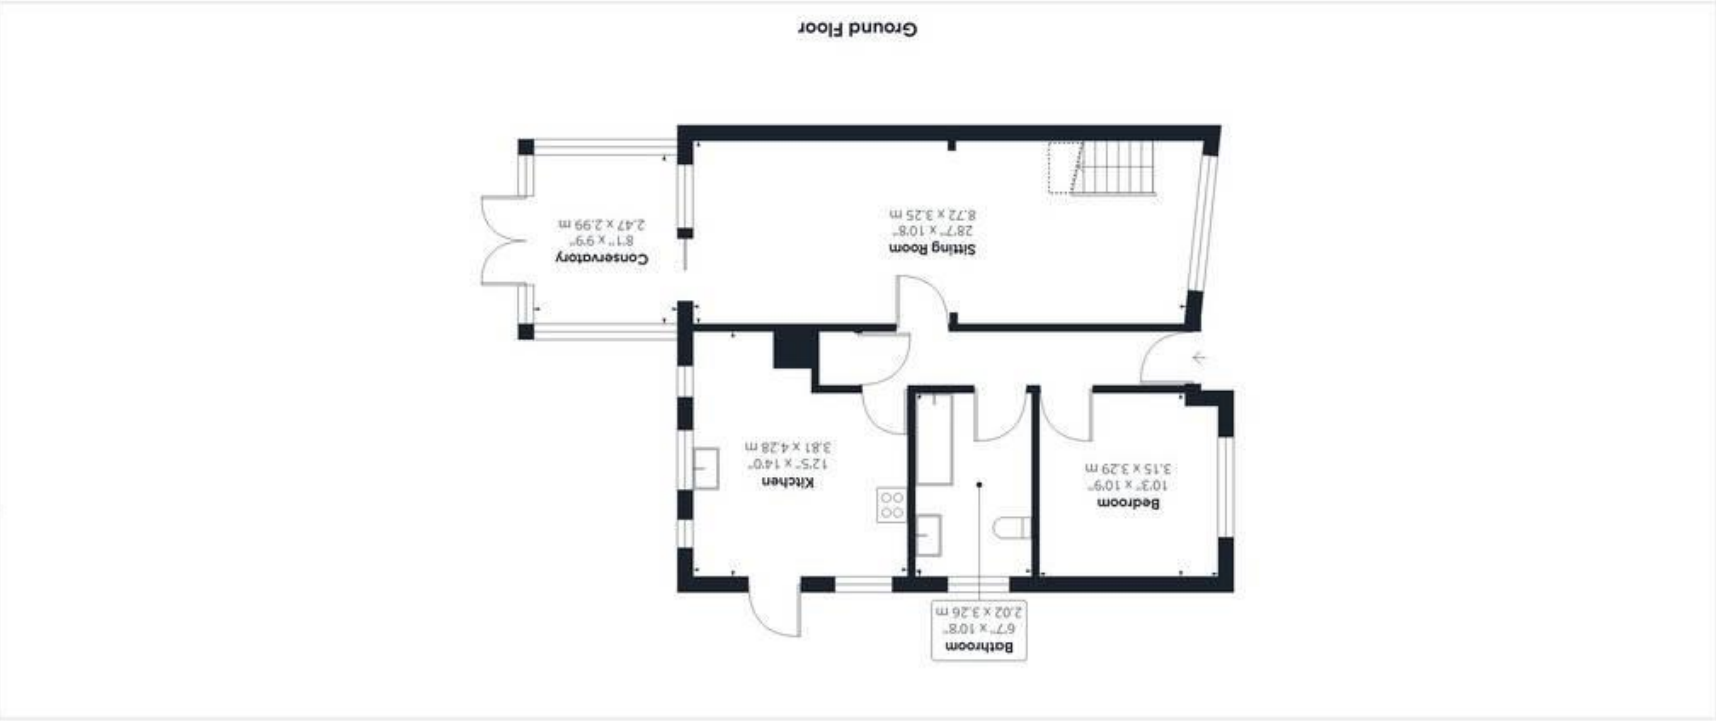 Bathroom
6'7" x 10'8"
2.02 x 3.26 m
Bedroom
10'3" x 10'9"
3.15 x 3.29 m
Kitchen
12'5" x 14'0"
3.81 x 4.28 m
Sitting Room
28'7" x 10'8"
8.72 x 3.25 m
Conservatory
8'1" x 9'9"
2.47 x 2.99 m
Ground Floor